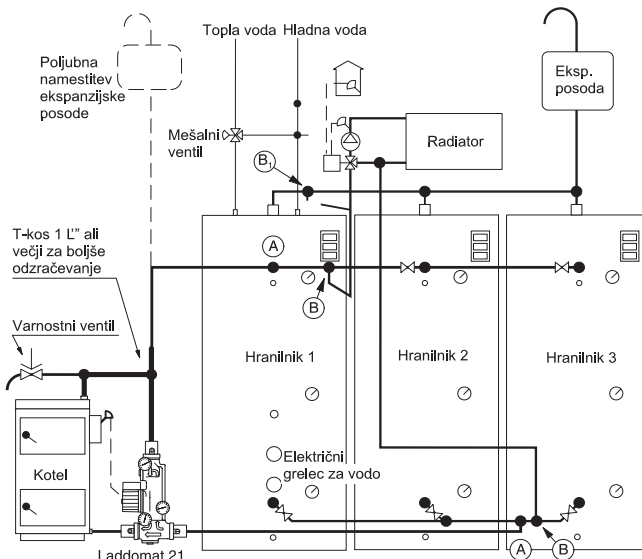 Topla voda
Hladna voda
Poljubna
namestitev
ekspanzijske
posode
Eksp.
posoda
Mešalni
ventil
Radiator
B₁
T-kos 1 L'" ali
večji za boljše
odzračevanje
A
B
Varnostni ventil
Hranilnik 1
Hranilnik 2
Hranilnik 3
Električni
grelec za vodo
Kotel
Laddomat 21
A
B